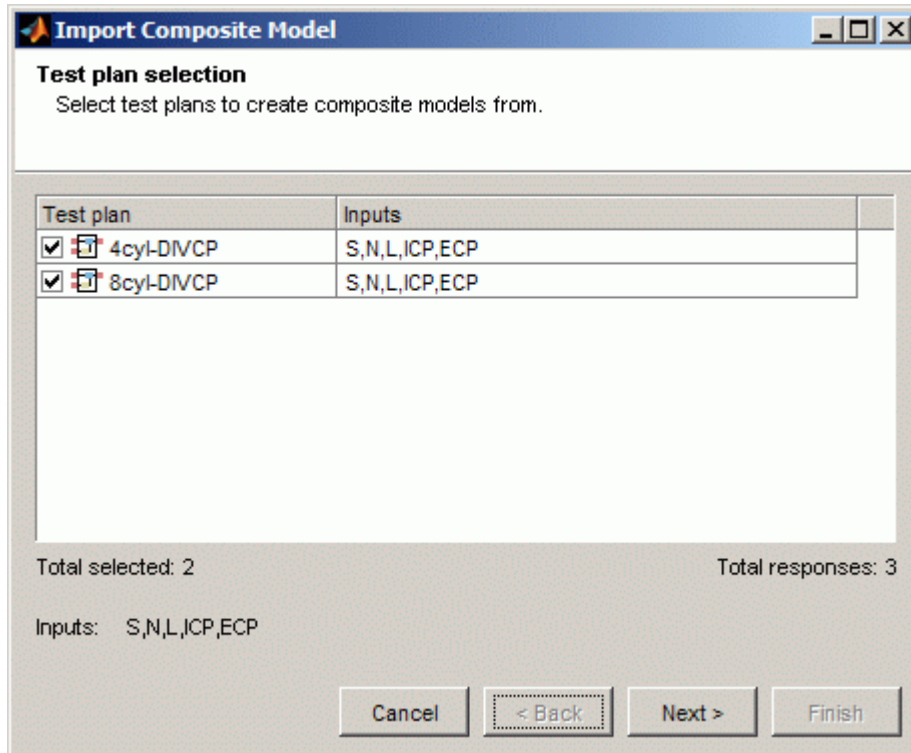 Import Composite Model
Test plan selection
Select test plans to create composite models from.
Test plan Inputs
4cyl-DIVCP S,N,L,ICP,ECP
8cyl-DIVCP S,N,L,ICP,ECP
Total selected: 2 Total responses: 3
Inputs: S,N,L,ICP,ECP
Cancel < Back Next > Finish